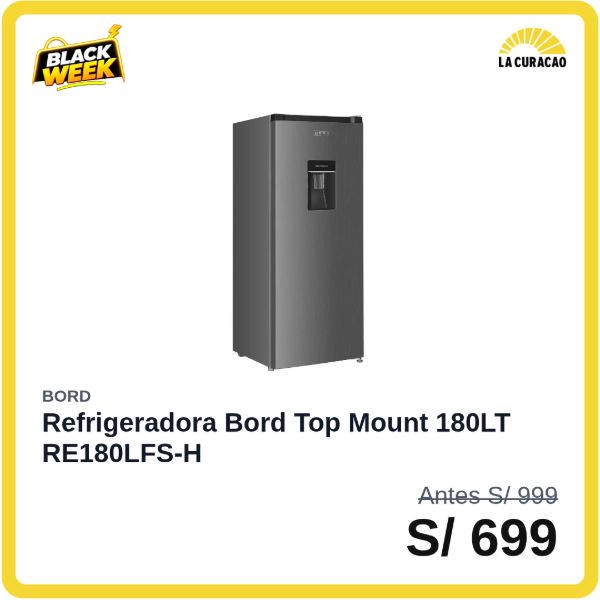 BLACK
WEEK
LA CURACAO
BORD
Refrigeradora Bord Top Mount 180LT
RE180LFS-H
Antes S/ 999
S/ 699